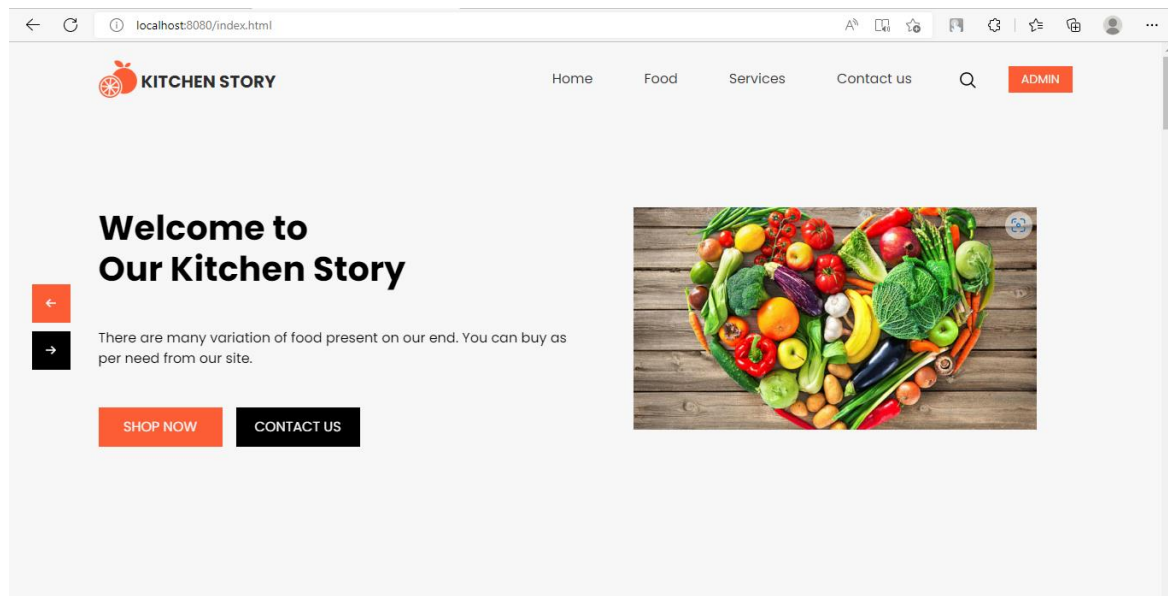 localhost:8080/index.html
KITCHEN STORY
Home Food Services Contact us ADMIN
Welcome to
Our Kitchen Story
There are many variation of food present on our end. You can buy as
per need from our site.
SHOP NOW CONTACT US